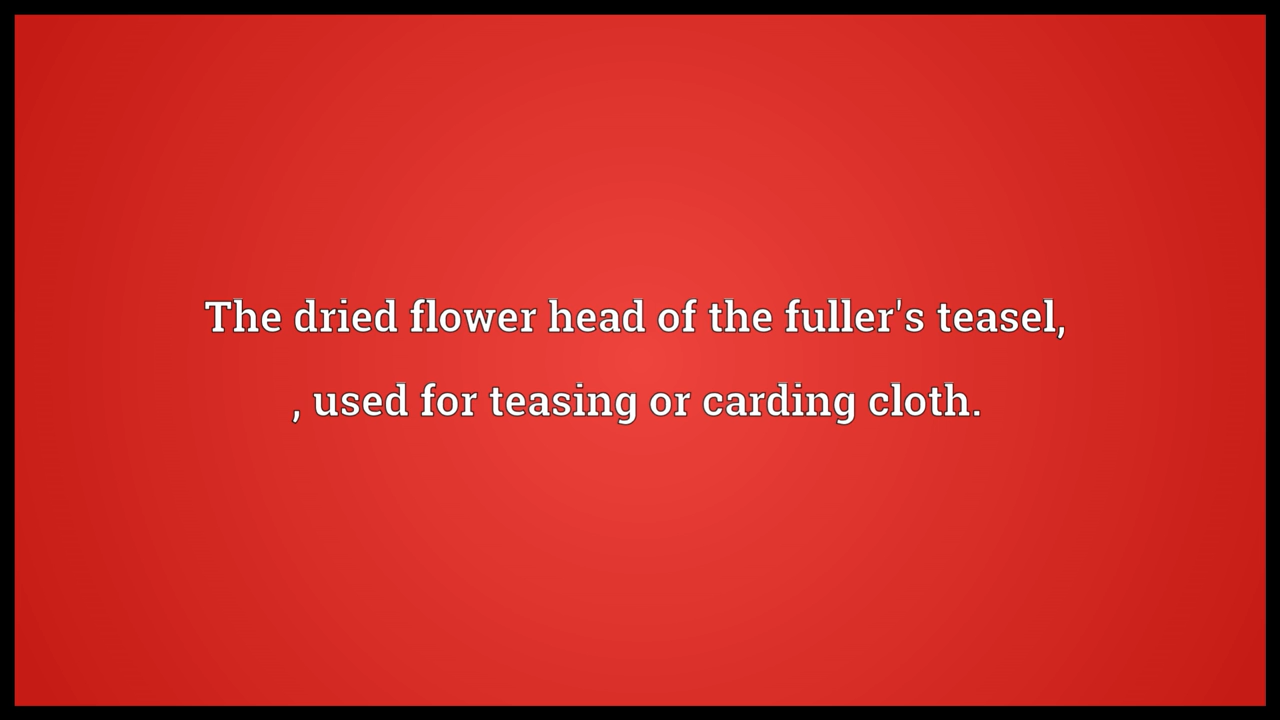 The dried flower head of the fuller's teasel,
, used for teasing or carding cloth.